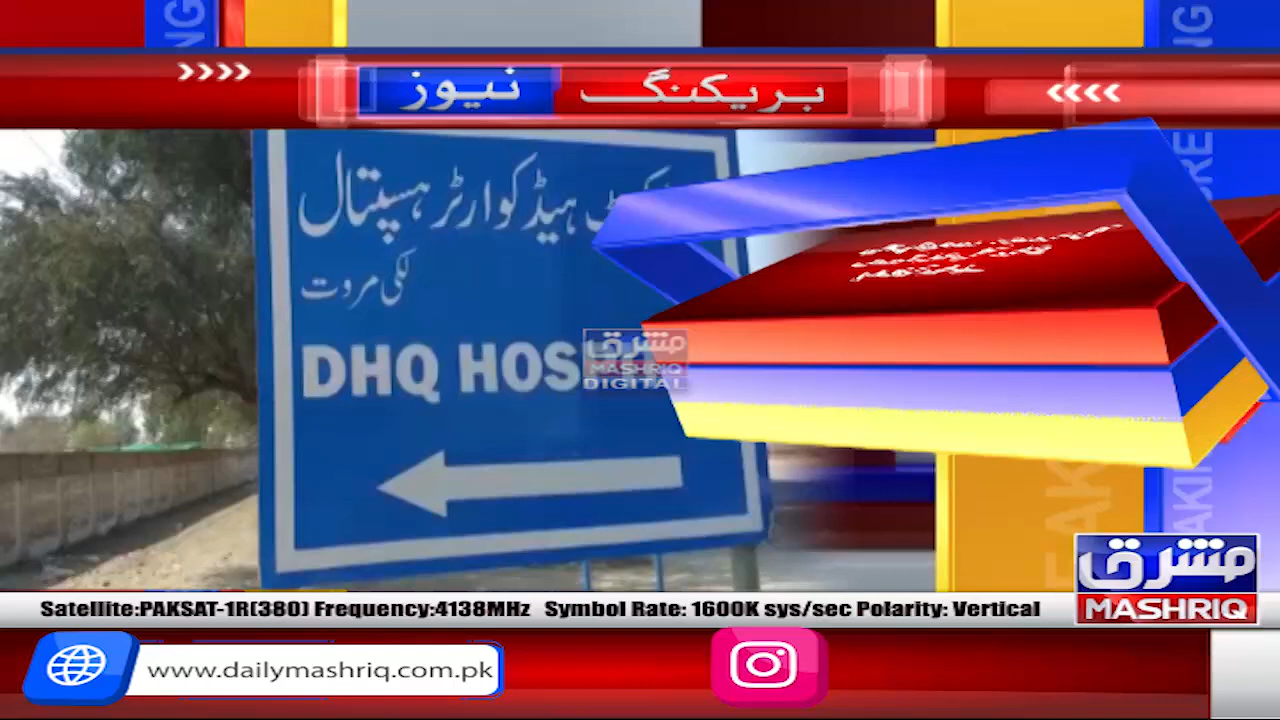 بریکنگ نیوز
ہیڈ کوارٹر ہسپتال
لکی مروت
DHQ HOS
مشرق
MASHRIQ
DIGITAL
مشرق
MASHRIQ
Satellite:PAKSAT-1R(380) Frequency:4138MHz Symbol Rate: 1600K sys/sec Polarity: Vertical
www.dailymashriq.com.pk